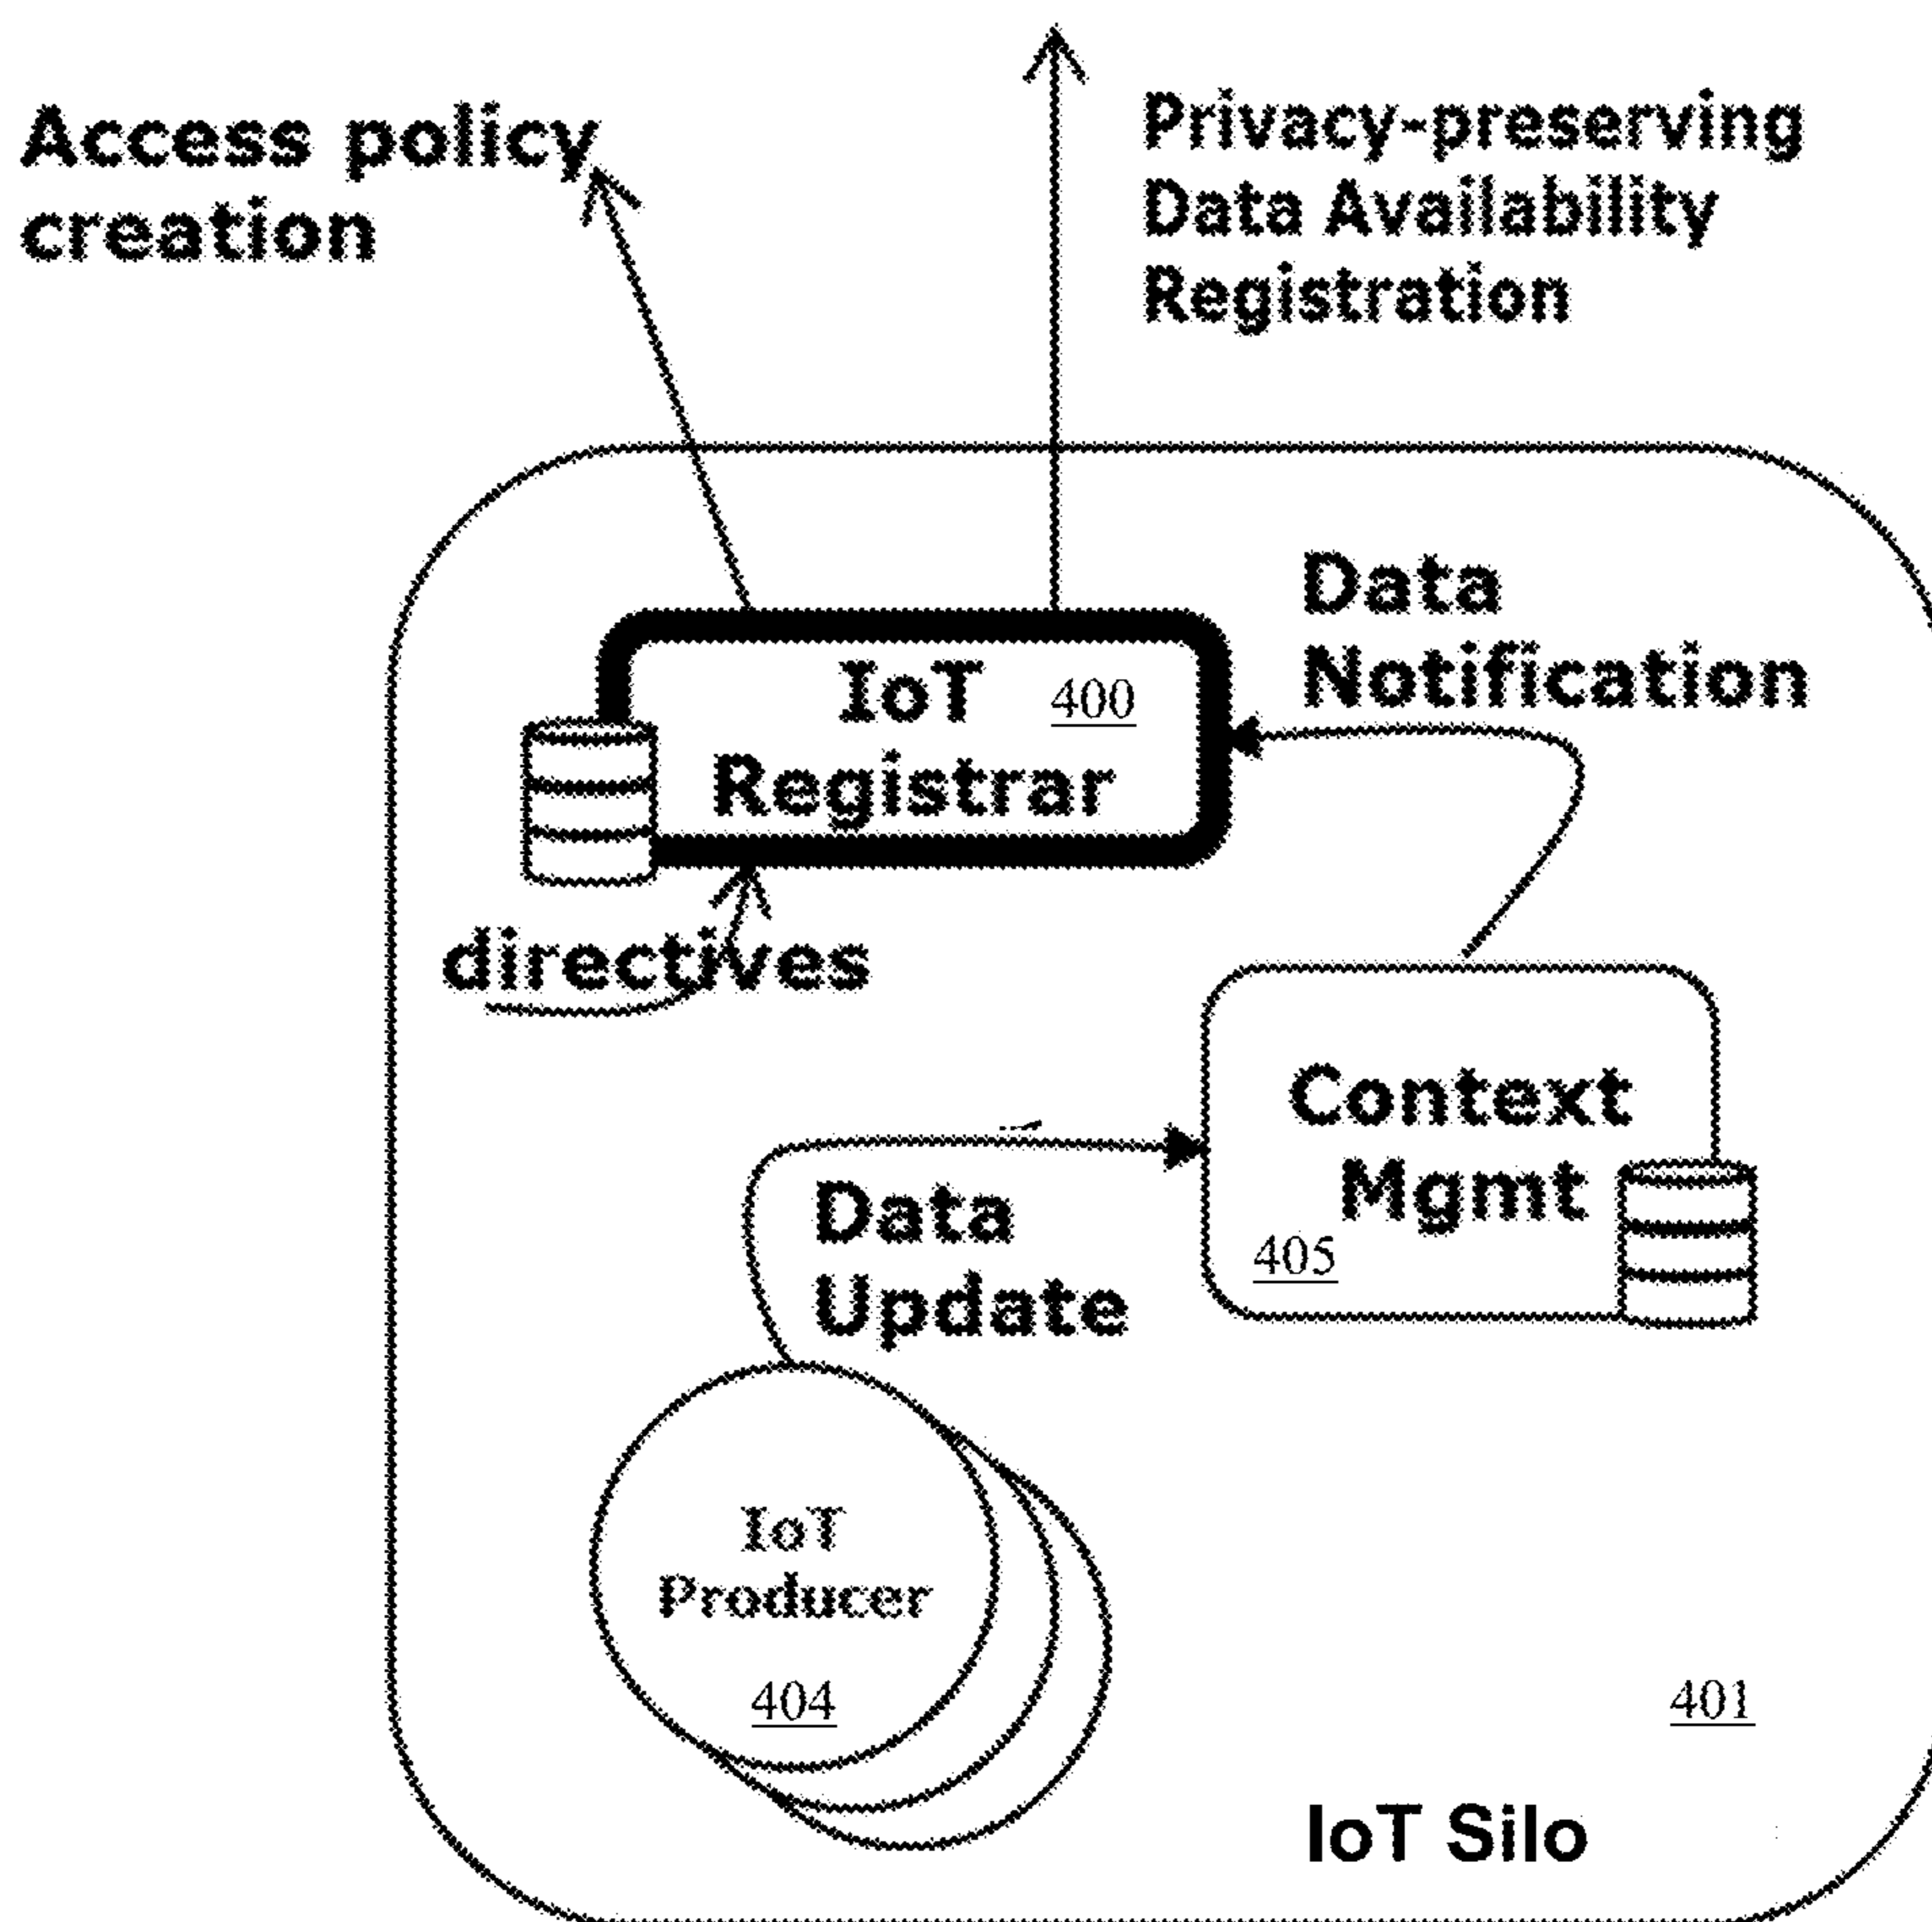 Access policy
creation
Privacy-preserving
Data Availability
Registration
Data
Notification
IoT 400
Registrar
directives
Context
Mgmt
405
Data
Update
IoT
Producer
404
401
IoT Silo